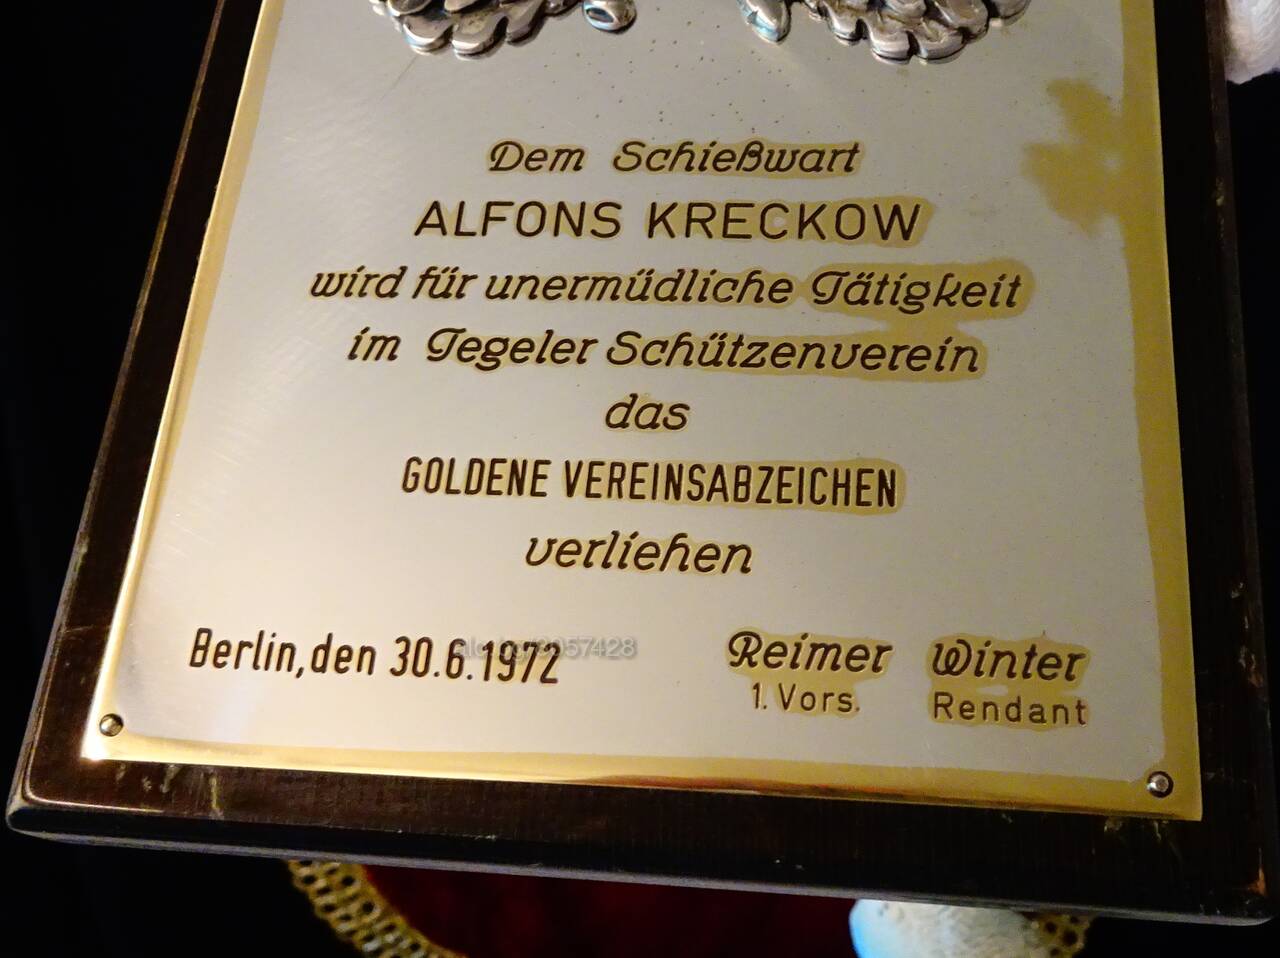 Dem Schießwart
ALFONS KRECKOW
wird für unermüdliche Tätigkeit
im Tegeler Schützenverein
das
GOLDENE VEREINSABZEICHEN
verliehen
Berlin, den 30.6.1972
Reimer Winter
1. Vors. Rendant